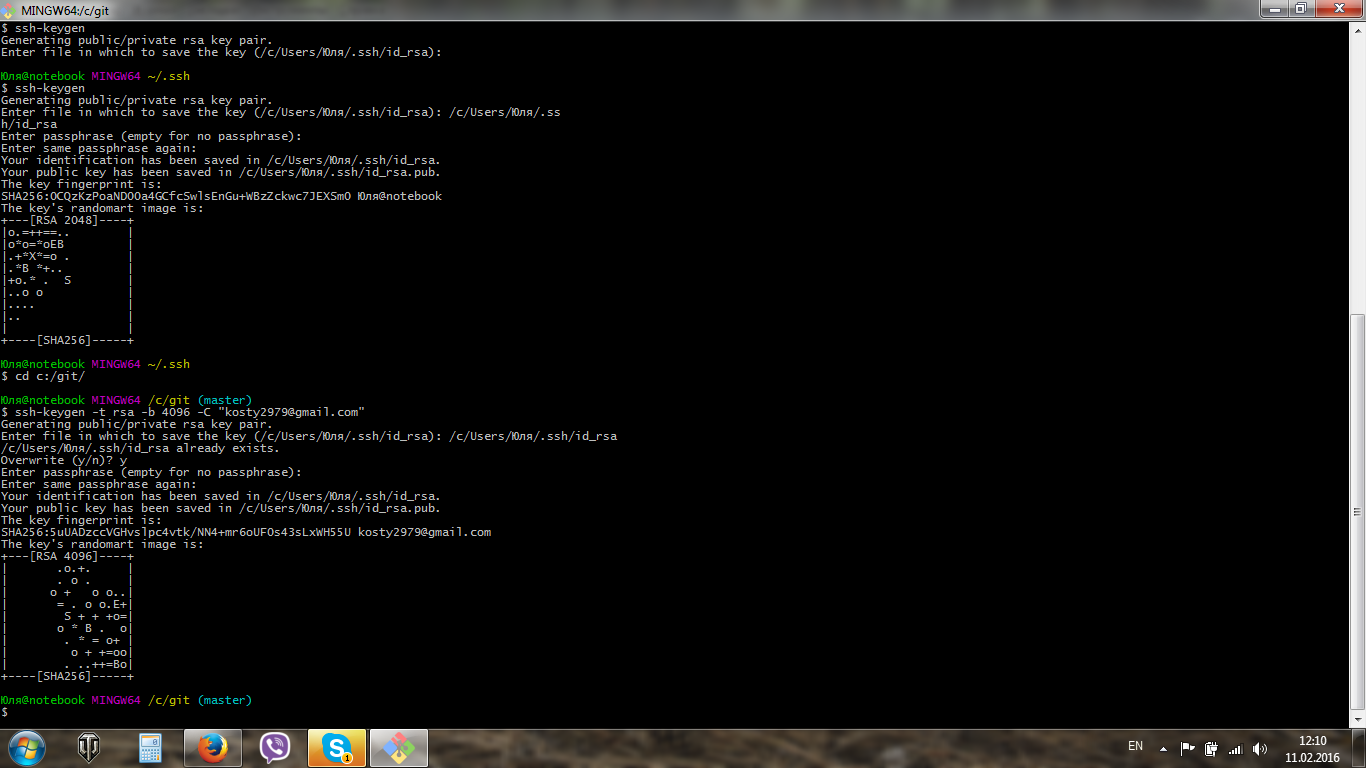 MINGW64:/c/git
$ ssh-keygen
Generating public/private rsa key pair.
Enter file in which to save the key (/c/Users/Юля/.ssh/id_rsa):
Юля@notebook MINGW64 ~/.ssh
$ ssh-keygen
Generating public/private rsa key pair.
Enter file in which to save the key (/c/Users/Юля/.ssh/id_rsa): /c/Users/Юля/.ss
h/id_rsa
Enter passphrase (empty for no passphrase):
Enter same passphrase again:
Your identification has been saved in /c/Users/Юля/.ssh/id_rsa.
Your public key has been saved in /c/Users/Юля/.ssh/id_rsa.pub.
The key fingerprint is:
SHA256:OCQzKzPoaNDOOa4GCfcSwlsEnGu+WBzZckwc7JEXSmO Юля@notebook
The key's randomart image is:
+---[RSA 2048]----+
|o.=++==..        |
|o*o=*oEB         |
|.+*X*=o .        |
|.*B *+..         |
|+o.* .  S        |
|..o o            |
|....             |
|..               |
|                 |
+----[SHA256]-----+
Юля@notebook MINGW64 ~/.ssh
$ cd c:/git/
Юля@notebook MINGW64 /c/git (master)
$ ssh-keygen -t rsa -b 4096 -C "kosty2979@gmail.com"
Generating public/private rsa key pair.
Enter file in which to save the key (/c/Users/Юля/.ssh/id_rsa): /c/Users/Юля/.ssh/id_rsa
/c/Users/Юля/.ssh/id_rsa already exists.
Overwrite (y/n)? y
Enter passphrase (empty for no passphrase):
Enter same passphrase again:
Your identification has been saved in /c/Users/Юля/.ssh/id_rsa.
Your public key has been saved in /c/Users/Юля/.ssh/id_rsa.pub.
The key fingerprint is:
SHA256:5uUADzccVGHvslpc4vtk/NN4+mr6oUFOs43sLxWH55U kosty2979@gmail.com
The key's randomart image is:
+---[RSA 4096]----+
|       .o.+.     |
|       . o .     |
|      o +   o o..|
|       = . o o.E+|
|        S + + +o=|
|       o * B .  o|
|        . * = o+ |
|         o + +=oo|
|        . ..++=Bo|
+----[SHA256]-----+
Юля@notebook MINGW64 /c/git (master)
$
EN
12:10
11.02.2016
1